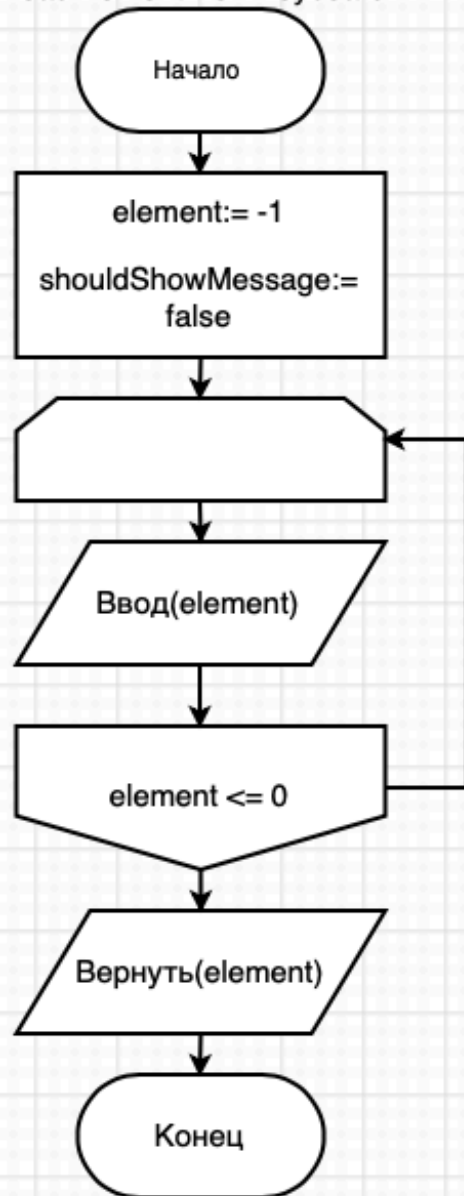 Начало
element:= -1
shouldShowMessage:=
false
Ввод(element)
element <= 0
Вернуть(element)
Конец